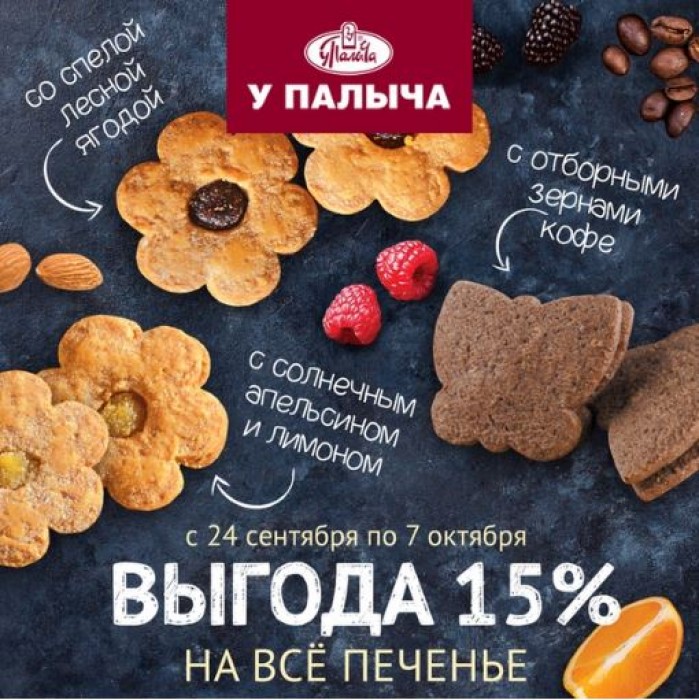 у Палыча
У ПАЛЫЧА
со спелой
лесной
ягодой
с отборными
зернами
кофе
с солнечным
апельсином
и лимоном
с 24 сентября по 7 октября
ВЫГОДА 15%
НА ВСЁ ПЕЧЕНЬЕ